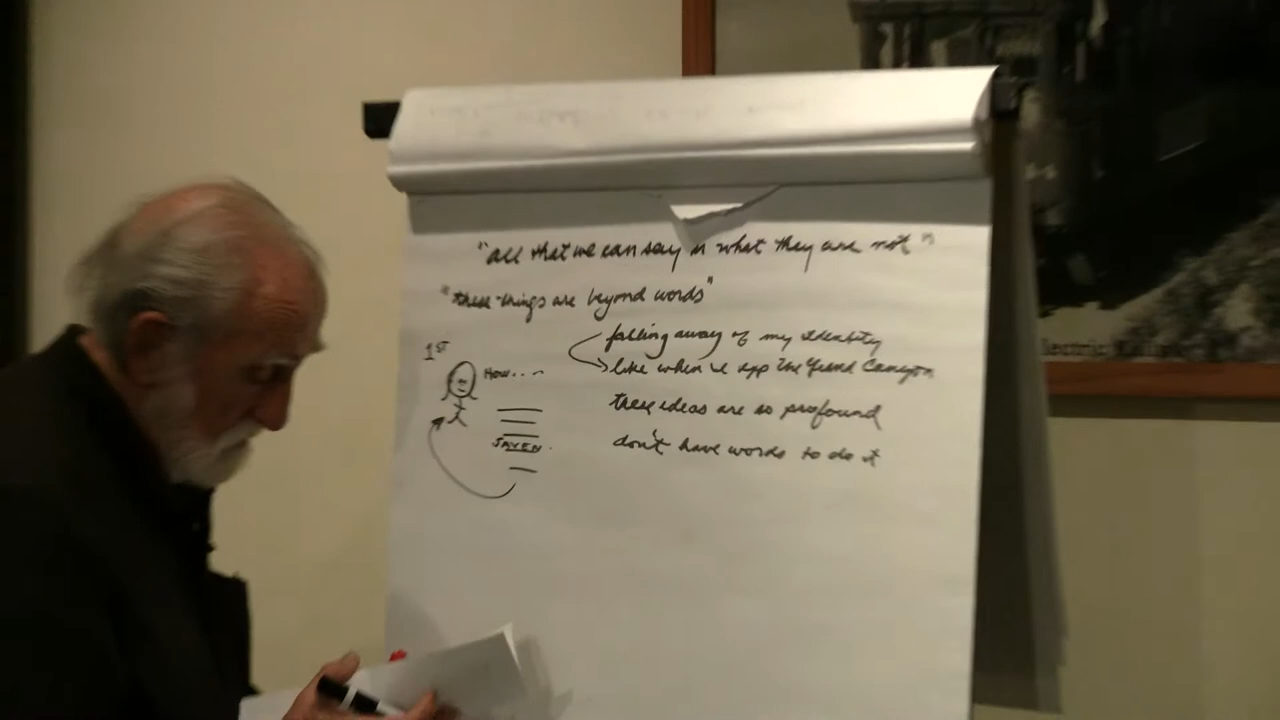 "all that we can say is what they are not"
"these things are beyond words"
falling away of my identity
1ST
like when I app the Grand Canyon
How...
these ideas are so profound
don't have words to do it